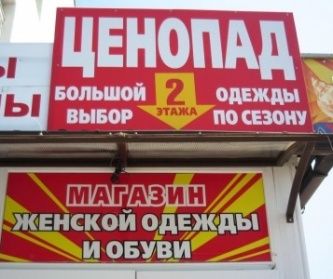 ЦЕНОПАД
БОЛЬШОЙ 2 ОДЕЖДЫ
ВЫБОР ЭТАЖА ПО СЕЗОНУ
МАГАЗИН
ЖЕНСКОЙ ОДЕЖДЫ
И ОБУВИ